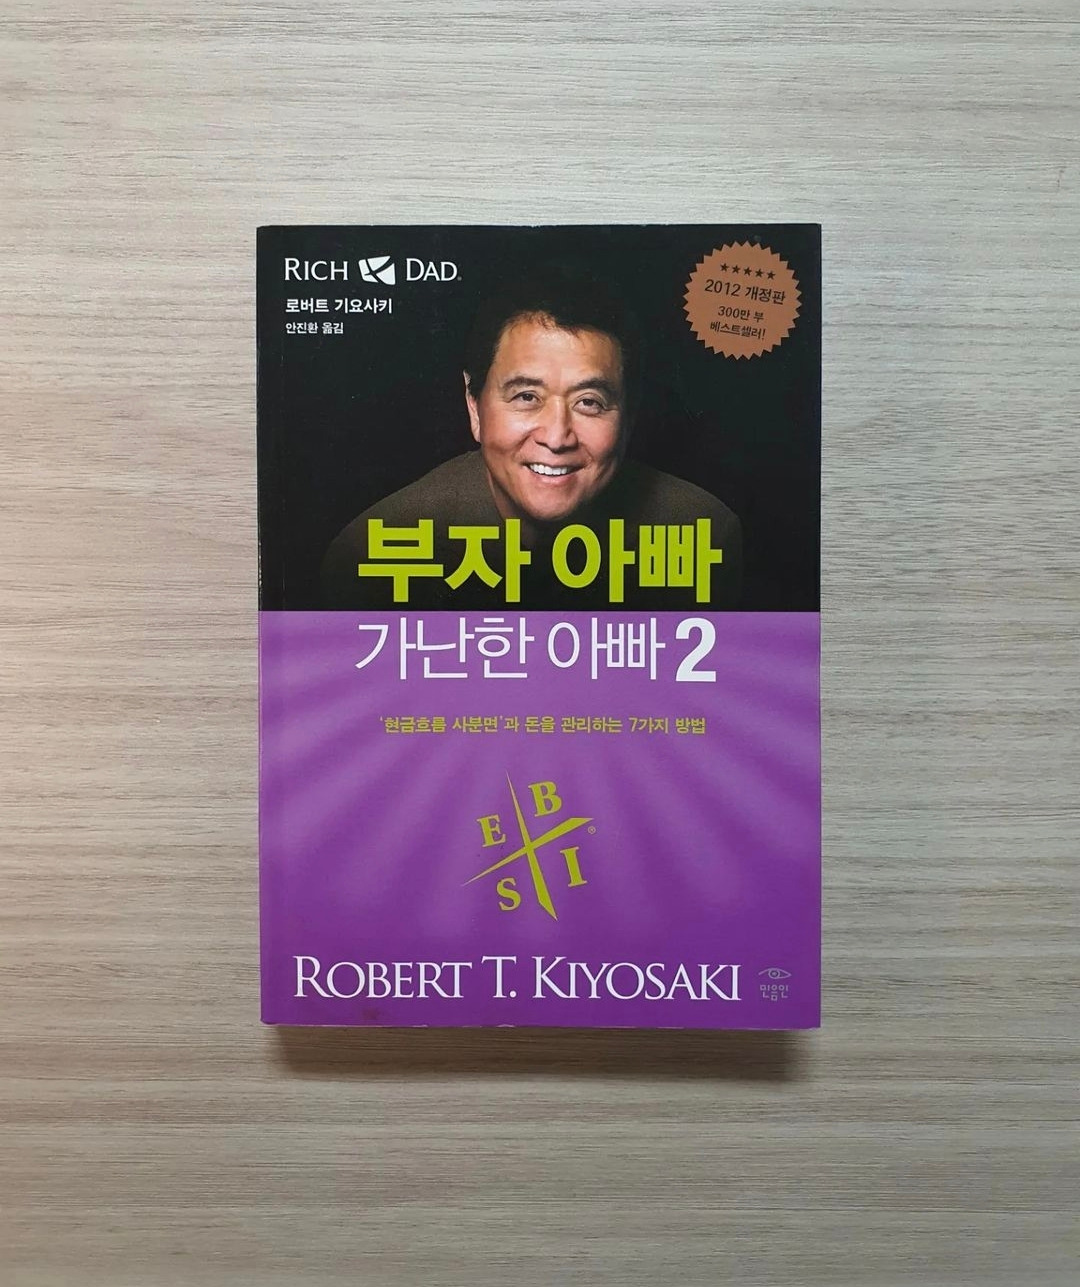 RICH DAD®
로버트 기요사키
안진환 옮김
★★★★★
2012 개정판
300만 부
베스트셀러!
부자 아빠
가난한 아빠 2
'현금흐름 사분면'과 돈을 관리하는 7가지 방법
E B
S I ®
ROBERT T. KIYOSAKI
민음인